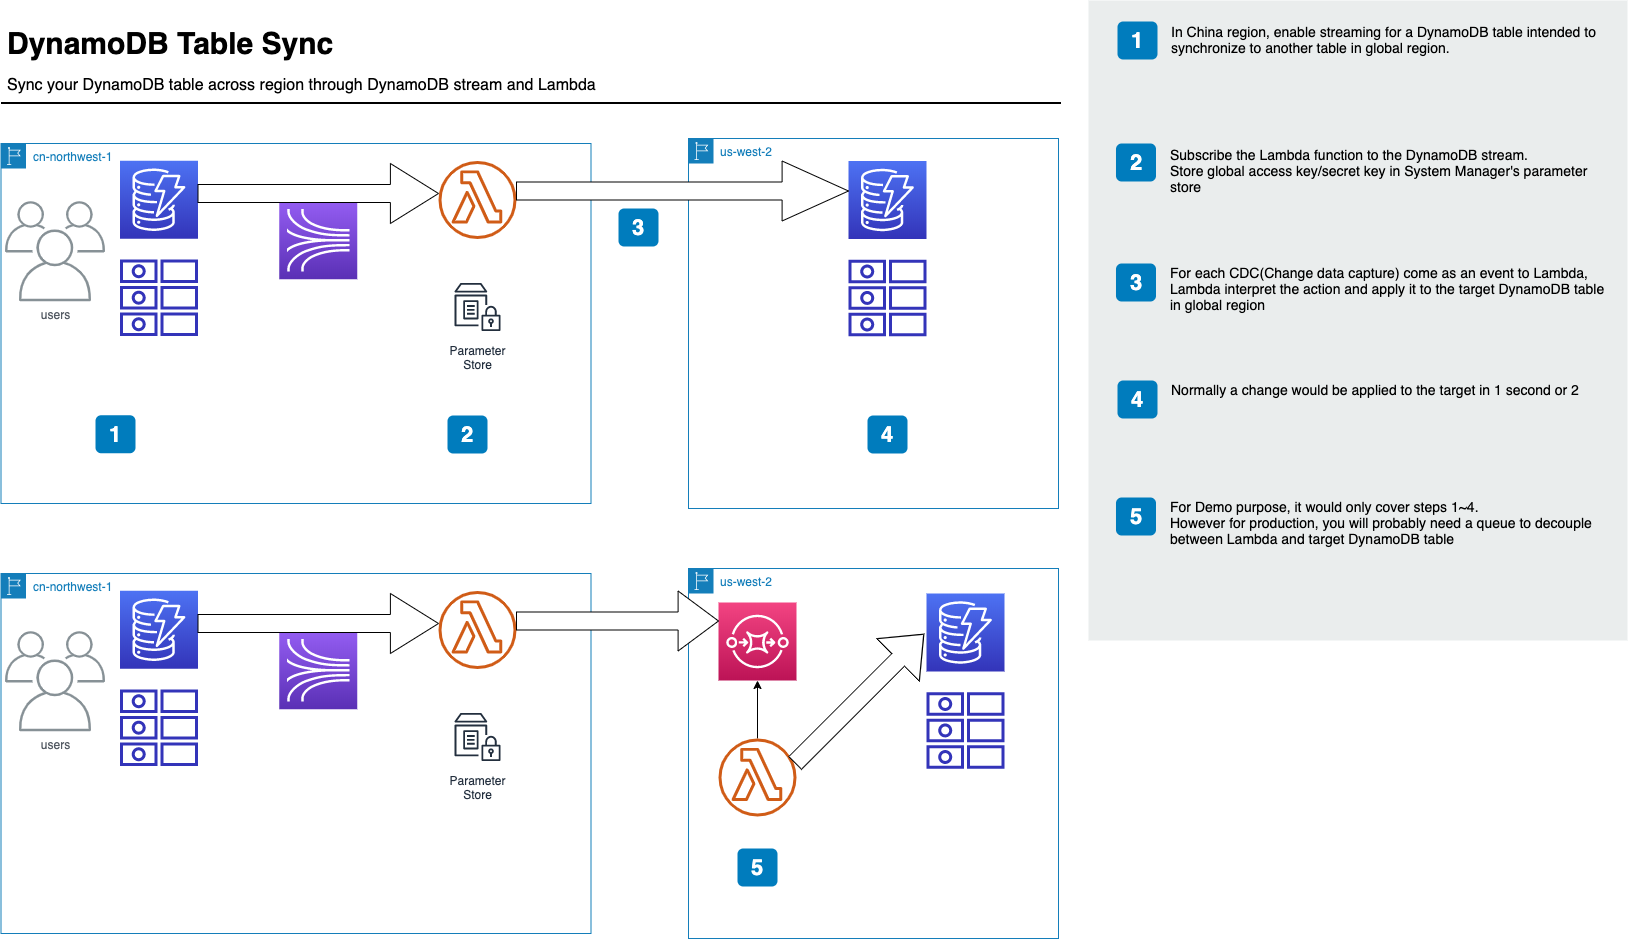 DynamoDB Table Sync
Sync your DynamoDB table across region through DynamoDB stream and Lambda
cn-northwest-1
users
Parameter
Store
1
2
3
us-west-2
4
cn-northwest-1
users
Parameter
Store
us-west-2
5
1
In China region, enable streaming for a DynamoDB table intended to
synchronize to another table in global region.
2
Subscribe the Lambda function to the DynamoDB stream.
Store global access key/secret key in System Manager's parameter
store
3
For each CDC(Change data capture) come as an event to Lambda,
Lambda interpret the action and apply it to the target DynamoDB table
in global region
4
Normally a change would be applied to the target in 1 second or 2
5
For Demo purpose, it would only cover steps 1~4.
However for production, you will probably need a queue to decouple
between Lambda and target DynamoDB table